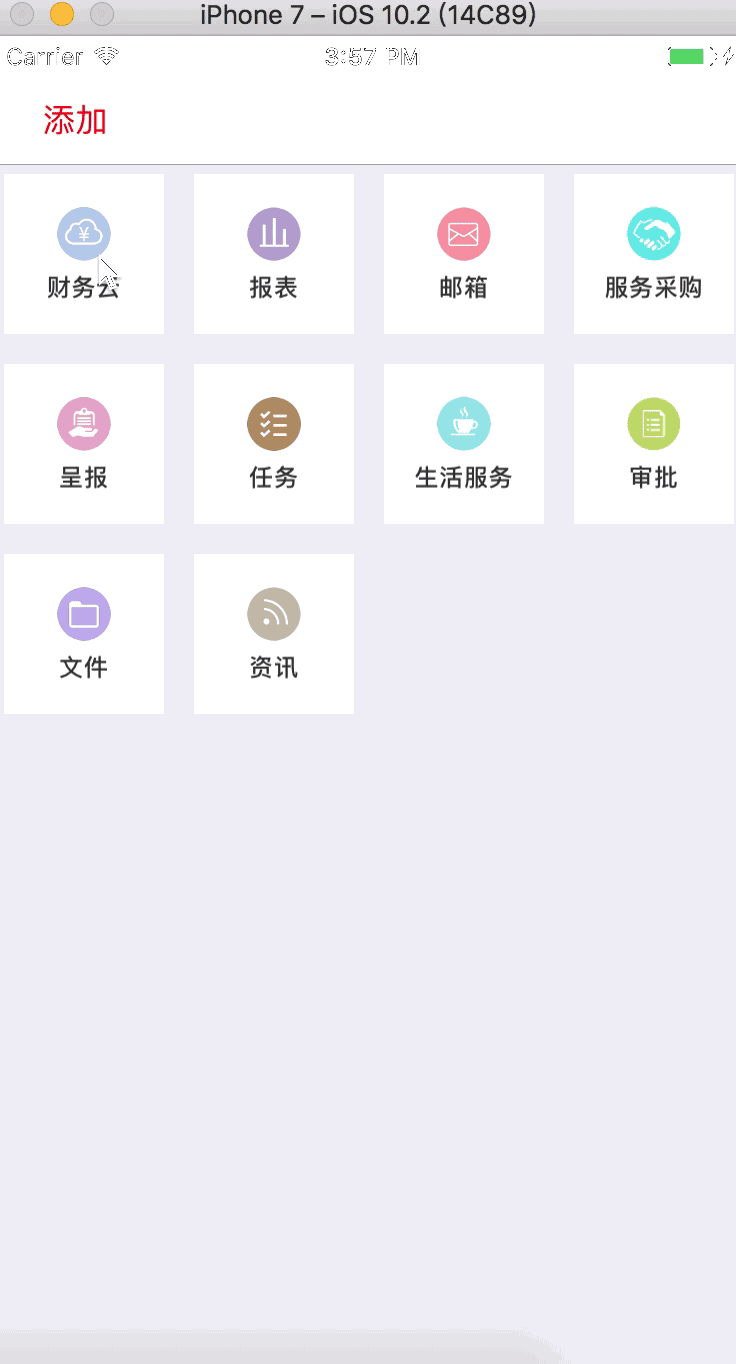 iPhone 7 – iOS 10.2 (14C89)
Carrier 3:57 PM
添加
财务云 报表 邮箱 服务采购
呈报 任务 生活服务 审批
文件 资讯